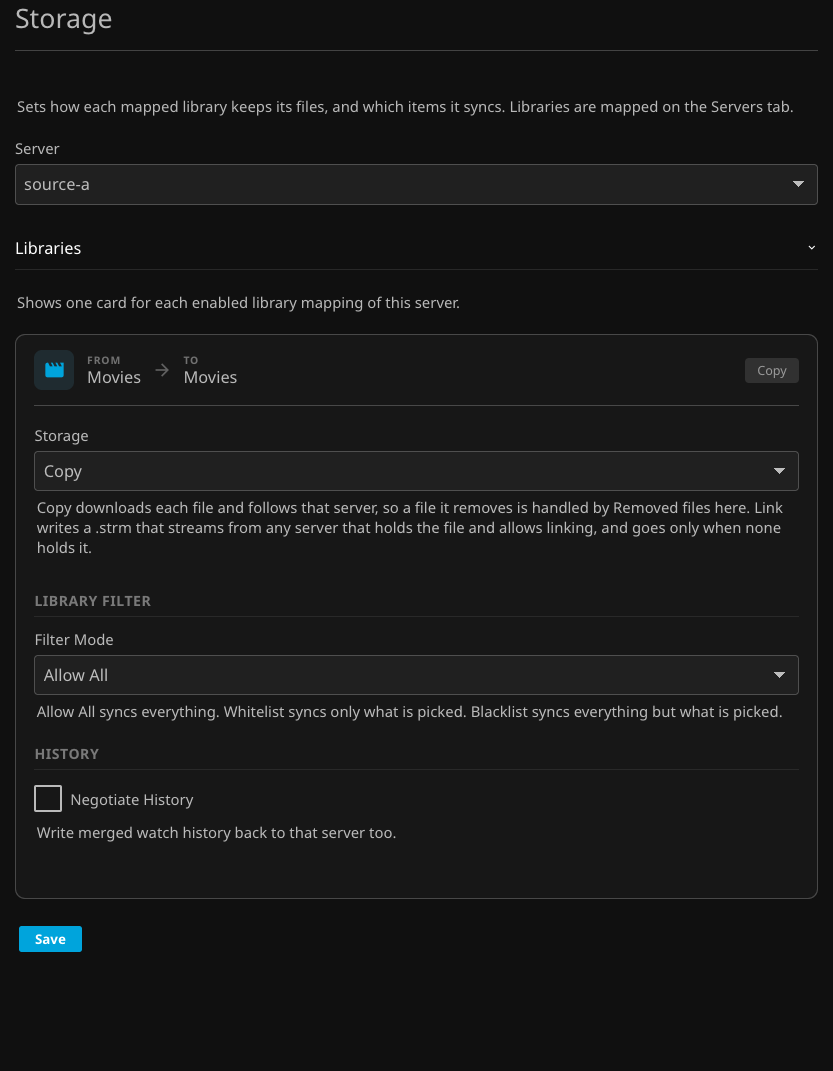 Storage
Sets how each mapped library keeps its files, and which items it syncs. Libraries are mapped on the Servers tab.
Server
source-a
Libraries
Shows one card for each enabled library mapping of this server.
FROM
Movies
TO
Movies
Copy
Storage
Copy
Copy downloads each file and follows that server, so a file it removes is handled by Removed files here. Link
writes a .strm that streams from any server that holds the file and allows linking, and goes only when none
holds it.
LIBRARY FILTER
Filter Mode
Allow All
Allow All syncs everything. Whitelist syncs only what is picked. Blacklist syncs everything but what is picked.
HISTORY
Negotiate History
Write merged watch history back to that server too.
Save